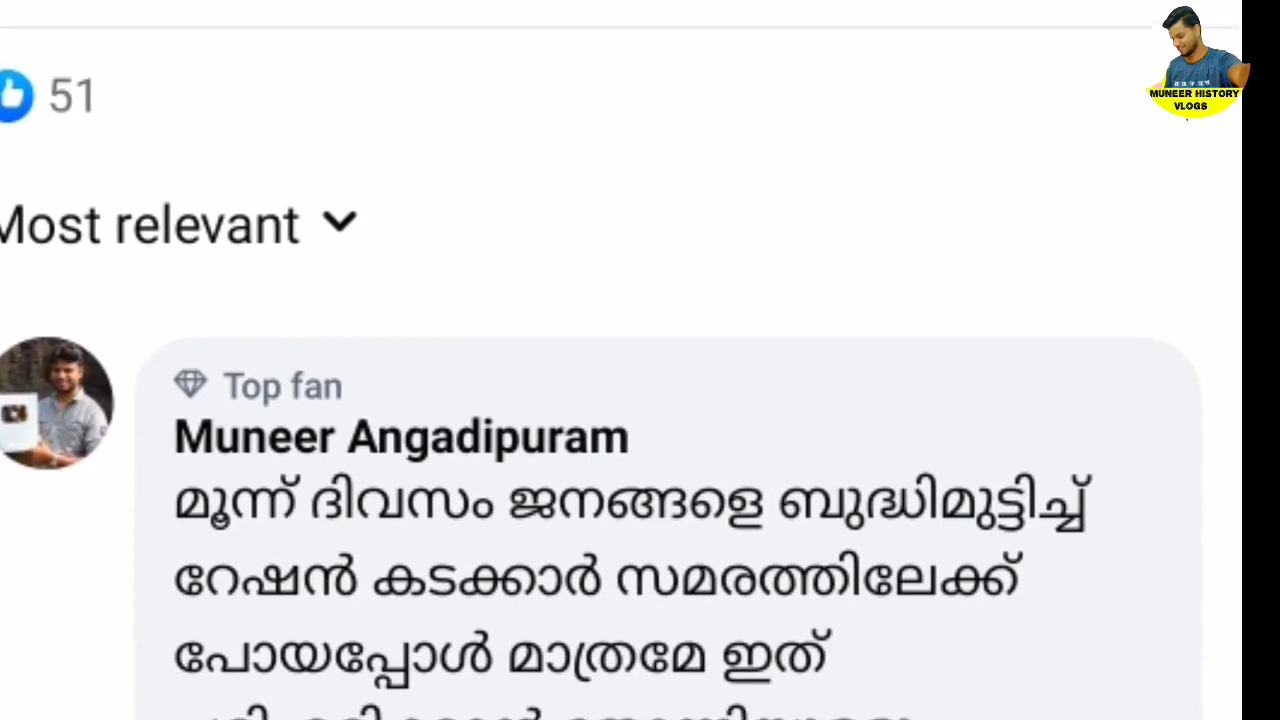 51
MUNEER HISTORY
VLOGS
Most relevant
Top fan
Muneer Angadipuram
മൂന്ന് ദിവസം ജനങ്ങളെ ബുദ്ധിമുട്ടിച്ച്
റേഷൻ കടക്കാർ സമരത്തിലേക്ക്
പോയപ്പോൾ മാത്രമേ ഇത്